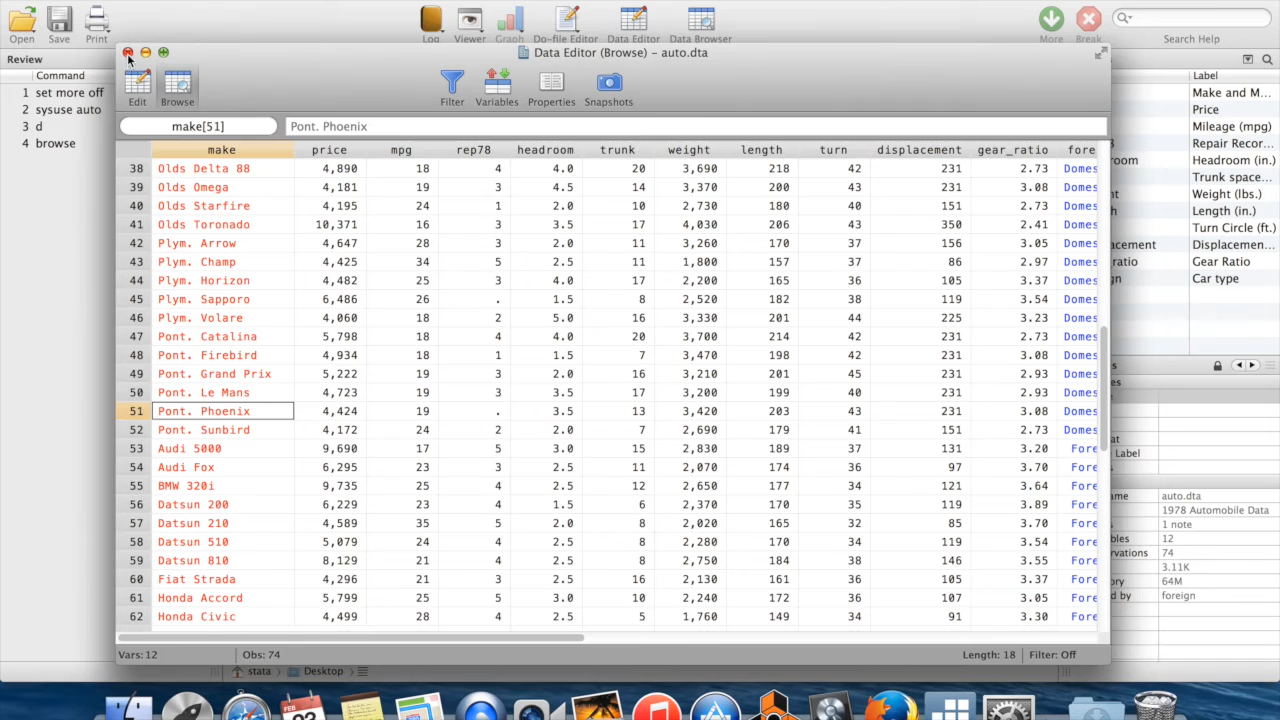 Open Save Print Log Viewer Graph Do-file Editor Data Editor Data Browser More Break Search Help
Review
Command
1 set more off
2 sysuse auto
3 d
4 browse
Data Editor (Browse) – auto.dta
Edit Browse Filter Variables Properties Snapshots
make[51] Pont. Phoenix
make price mpg rep78 headroom trunk weight length turn displacement gear_ratio fore
38 Olds Delta 88 4,890 18 4 4.0 20 3,690 218 42 231 2.73 Domes
39 Olds Omega 4,181 19 3 4.5 14 3,370 200 43 231 3.08 Domes
40 Olds Starfire 4,195 24 1 2.0 10 2,730 180 40 151 2.73 Domes
41 Olds Toronado 10,371 16 3 3.5 17 4,030 206 43 350 2.41 Domes
42 Plym. Arrow 4,647 28 3 2.0 11 3,260 170 37 156 3.05 Domes
43 Plym. Champ 4,425 34 5 2.5 11 1,800 157 37 86 2.97 Domes
44 Plym. Horizon 4,482 25 3 4.0 17 2,200 165 36 105 3.37 Domes
45 Plym. Sapporo 6,486 26 . 1.5 8 2,520 182 38 119 3.54 Domes
46 Plym. Volare 4,060 18 2 5.0 16 3,330 201 44 225 3.23 Domes
47 Pont. Catalina 5,798 18 4 4.0 20 3,700 214 42 231 2.73 Domes
48 Pont. Firebird 4,934 18 1 1.5 7 3,470 198 42 231 3.08 Domes
49 Pont. Grand Prix 5,222 19 3 2.0 16 3,210 201 45 231 2.93 Domes
50 Pont. Le Mans 4,723 19 3 3.5 17 3,200 199 40 231 2.93 Domes
51 Pont. Phoenix 4,424 19 . 3.5 13 3,420 203 43 231 3.08 Domes
52 Pont. Sunbird 4,172 24 2 2.0 7 2,690 179 41 151 2.73 Domes
53 Audi 5000 9,690 17 5 3.0 15 2,830 189 37 131 3.20 Fore
54 Audi Fox 6,295 23 3 2.5 11 2,070 174 36 97 3.70 Fore
55 BMW 320i 9,735 25 4 2.5 12 2,650 177 34 121 3.64 Fore
56 Datsun 200 6,229 23 4 1.5 6 2,370 170 35 119 3.89 Fore
57 Datsun 210 4,589 35 5 2.0 8 2,020 165 32 85 3.70 Fore
58 Datsun 510 5,079 24 4 2.5 8 2,280 170 34 119 3.54 Fore
59 Datsun 810 8,129 21 4 2.5 8 2,750 184 38 146 3.55 Fore
60 Fiat Strada 4,296 21 3 2.5 16 2,130 161 36 105 3.37 Fore
61 Honda Accord 5,799 25 5 3.0 10 2,240 172 36 107 3.05 Fore
62 Honda Civic 4,499 28 4 2.5 5 1,760 149 34 91 3.30 Fore
Vars: 12 Obs: 74 Length: 18 Filter: Off
stata Desktop
Label
Make and M...
Price
Mileage (mpg)
Repair Recor...
room Headroom (in.)
Trunk space...
ht Weight (lbs.)
h Length (in.)
Turn Circle (ft.)
acement Displacemen...
ratio Gear Ratio
gn Car type
s
es
at
Label
s
ame auto.dta
1978 Automobile Data
s 1 note
bles 12
rvations 74
3.11K
ory 64M
d by foreign